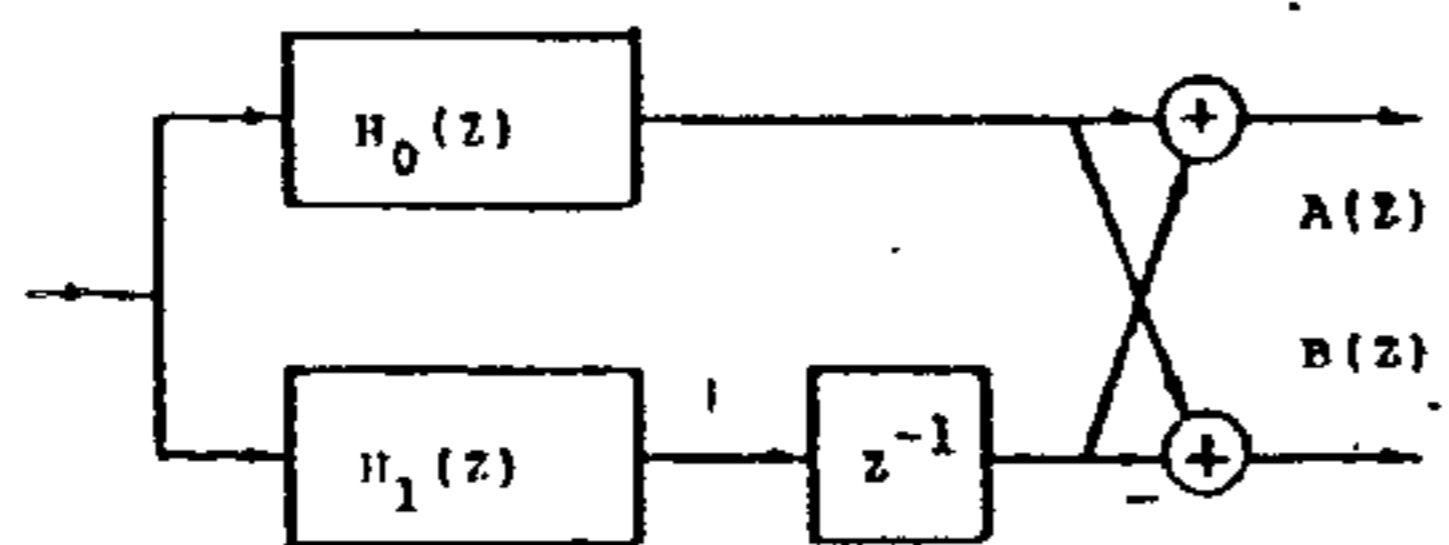 H₀(Z)
+
A(Z)
B(Z)
H₁(Z)
z⁻¹
+
−